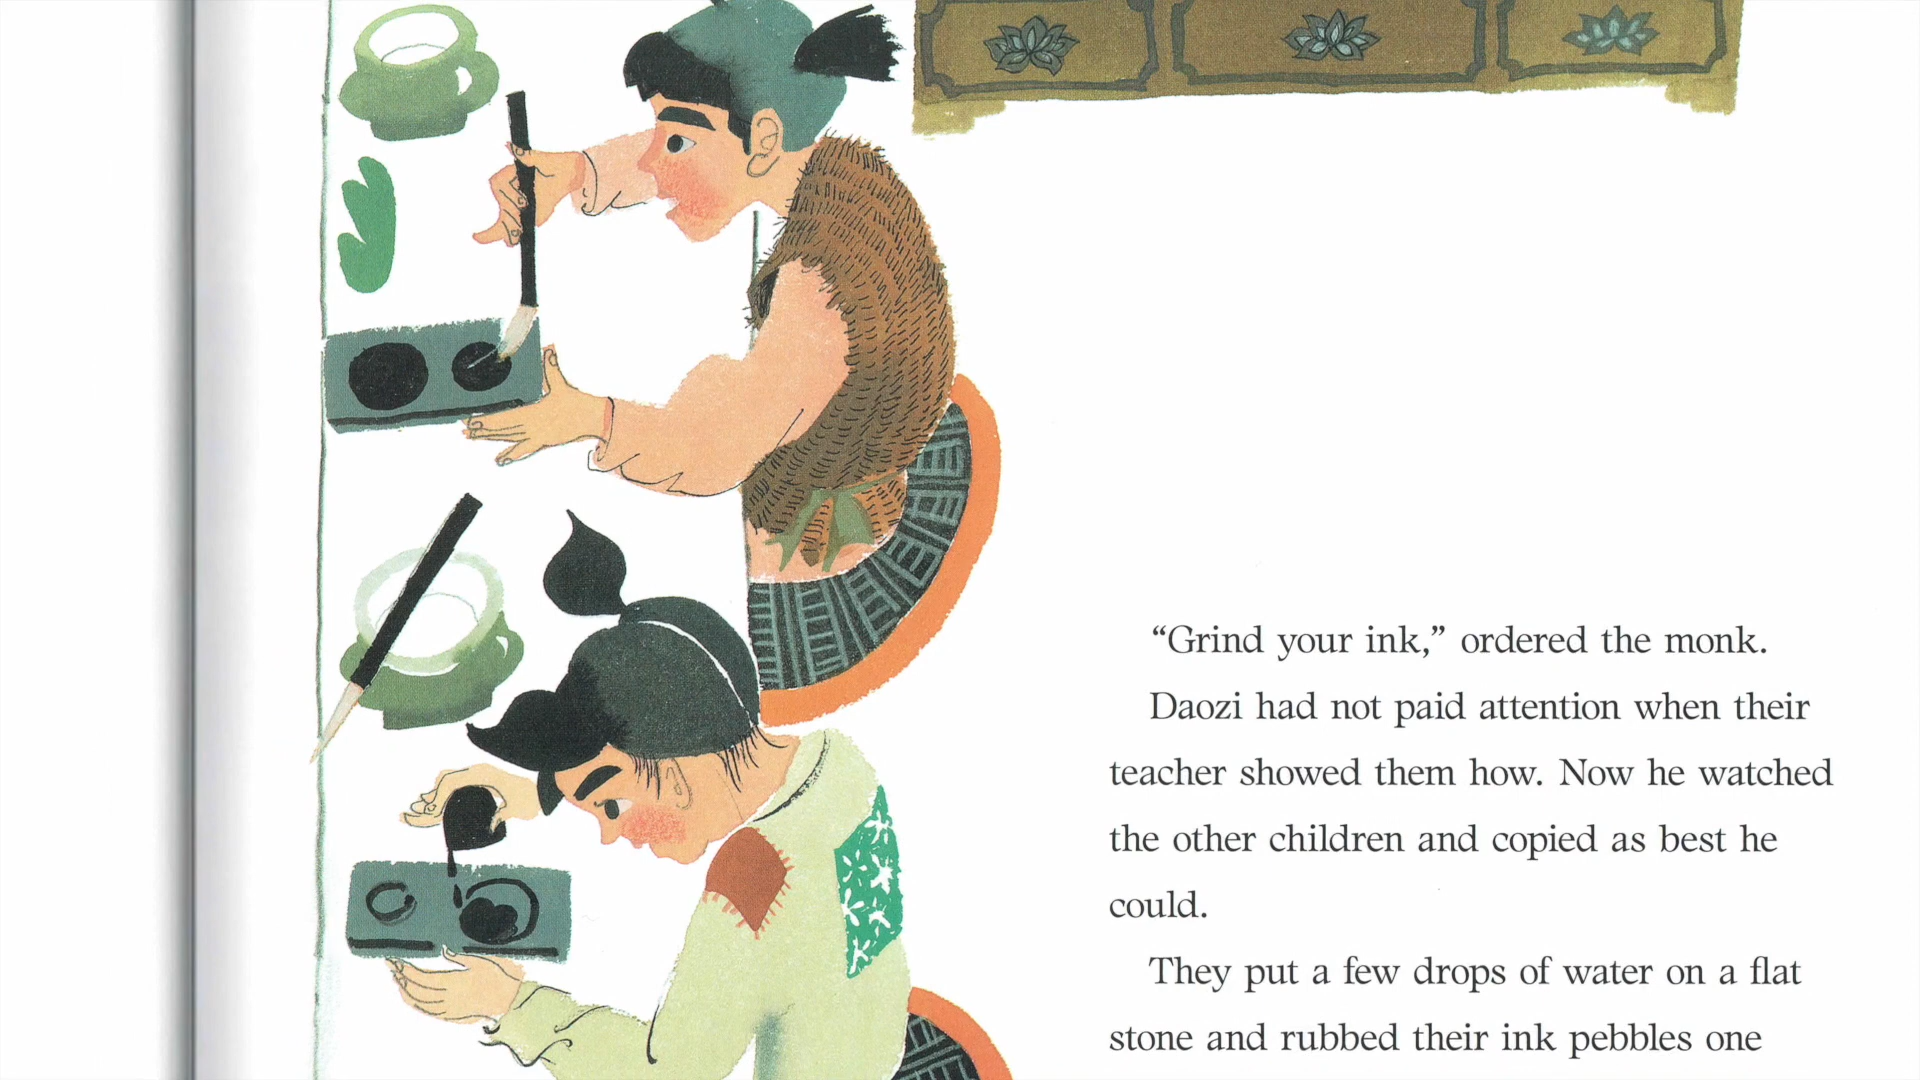 “Grind your ink,” ordered the monk.
Daozi had not paid attention when their
teacher showed them how. Now he watched
the other children and copied as best he
could.
They put a few drops of water on a flat
stone and rubbed their ink pebbles one